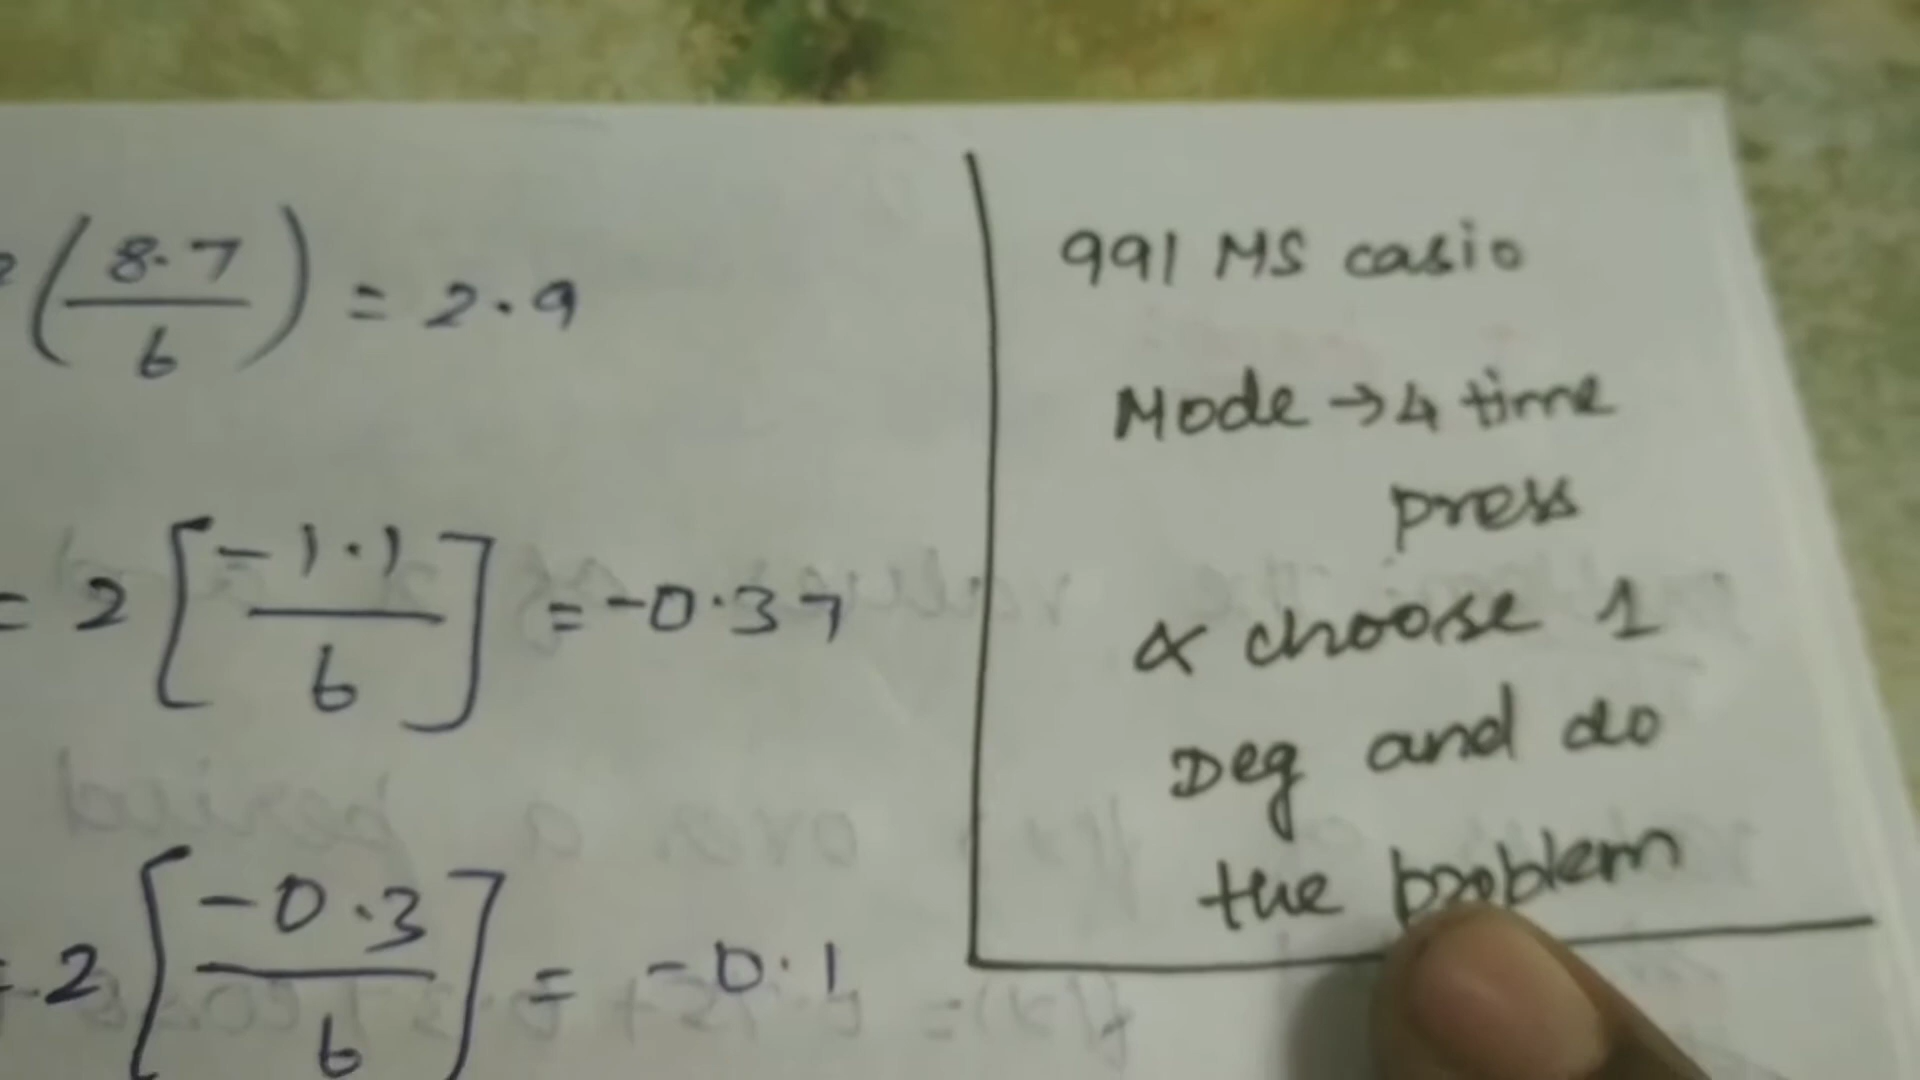 2(8.7/6) = 2.9
= 2[-1.1/6] = -0.37
= 2[-0.3/6] = -0.1
991 MS casio
Mode → 4 time
press
& choose 1
Deg and do
the problem